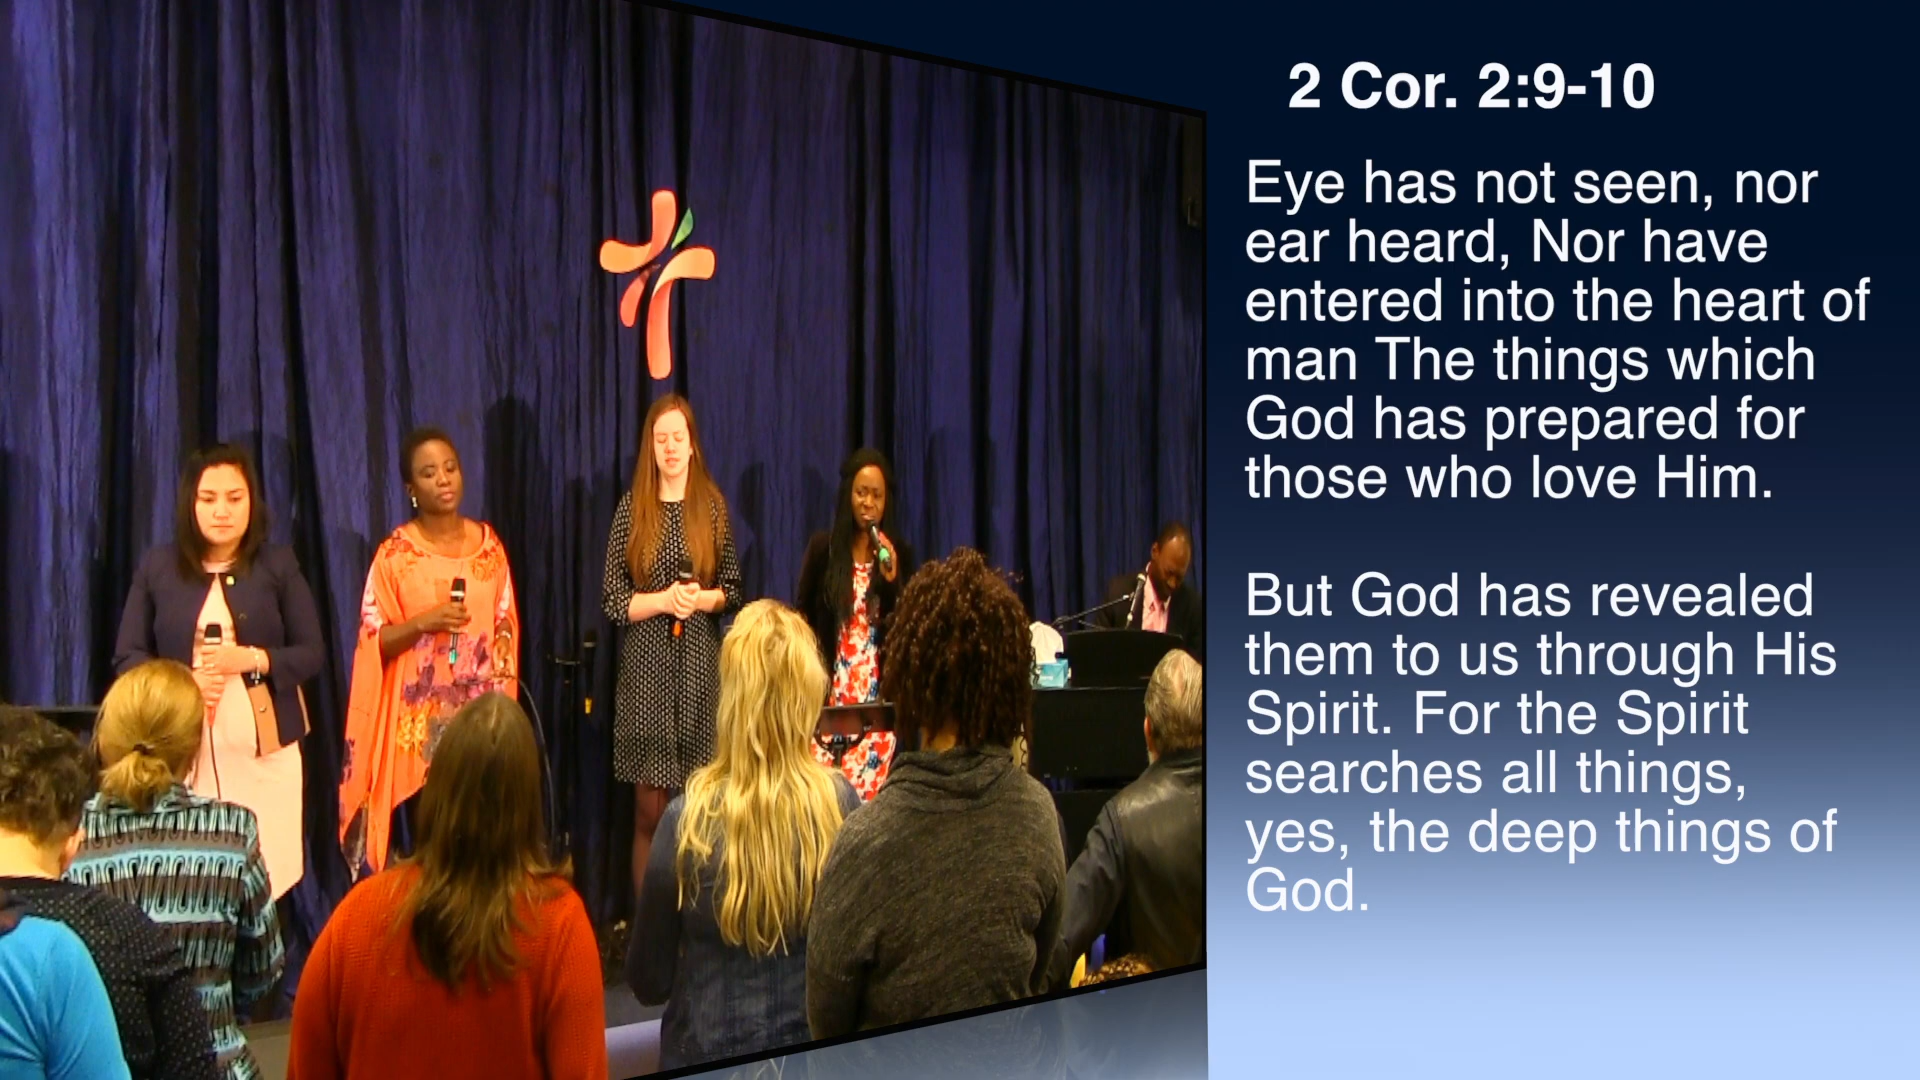 2 Cor. 2:9-10
Eye has not seen, nor
ear heard, Nor have
entered into the heart of
man The things which
God has prepared for
those who love Him.
But God has revealed
them to us through His
Spirit. For the Spirit
searches all things,
yes, the deep things of
God.